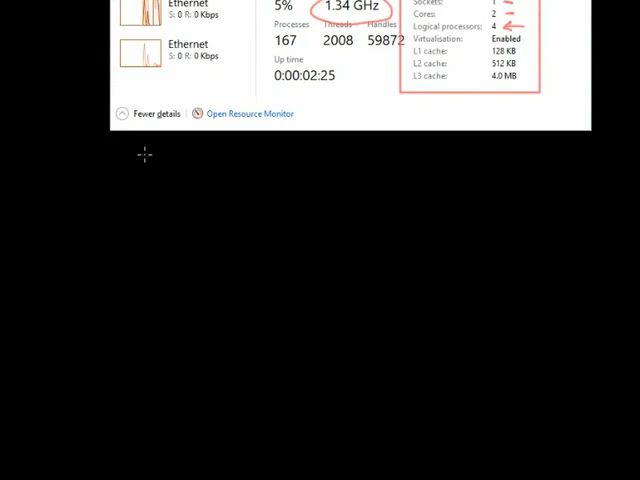 Ethernet
S: 0 R: 0 Kbps
Ethernet
S: 0 R: 0 Kbps
5% 1.34 GHz
Processes Threads Handles
167 2008 59872
Up time
0:00:02:25
Sockets: 1
Cores: 2
Logical processors: 4
Virtualisation: Enabled
L1 cache: 128 KB
L2 cache: 512 KB
L3 cache: 4.0 MB
Fewer details Open Resource Monitor